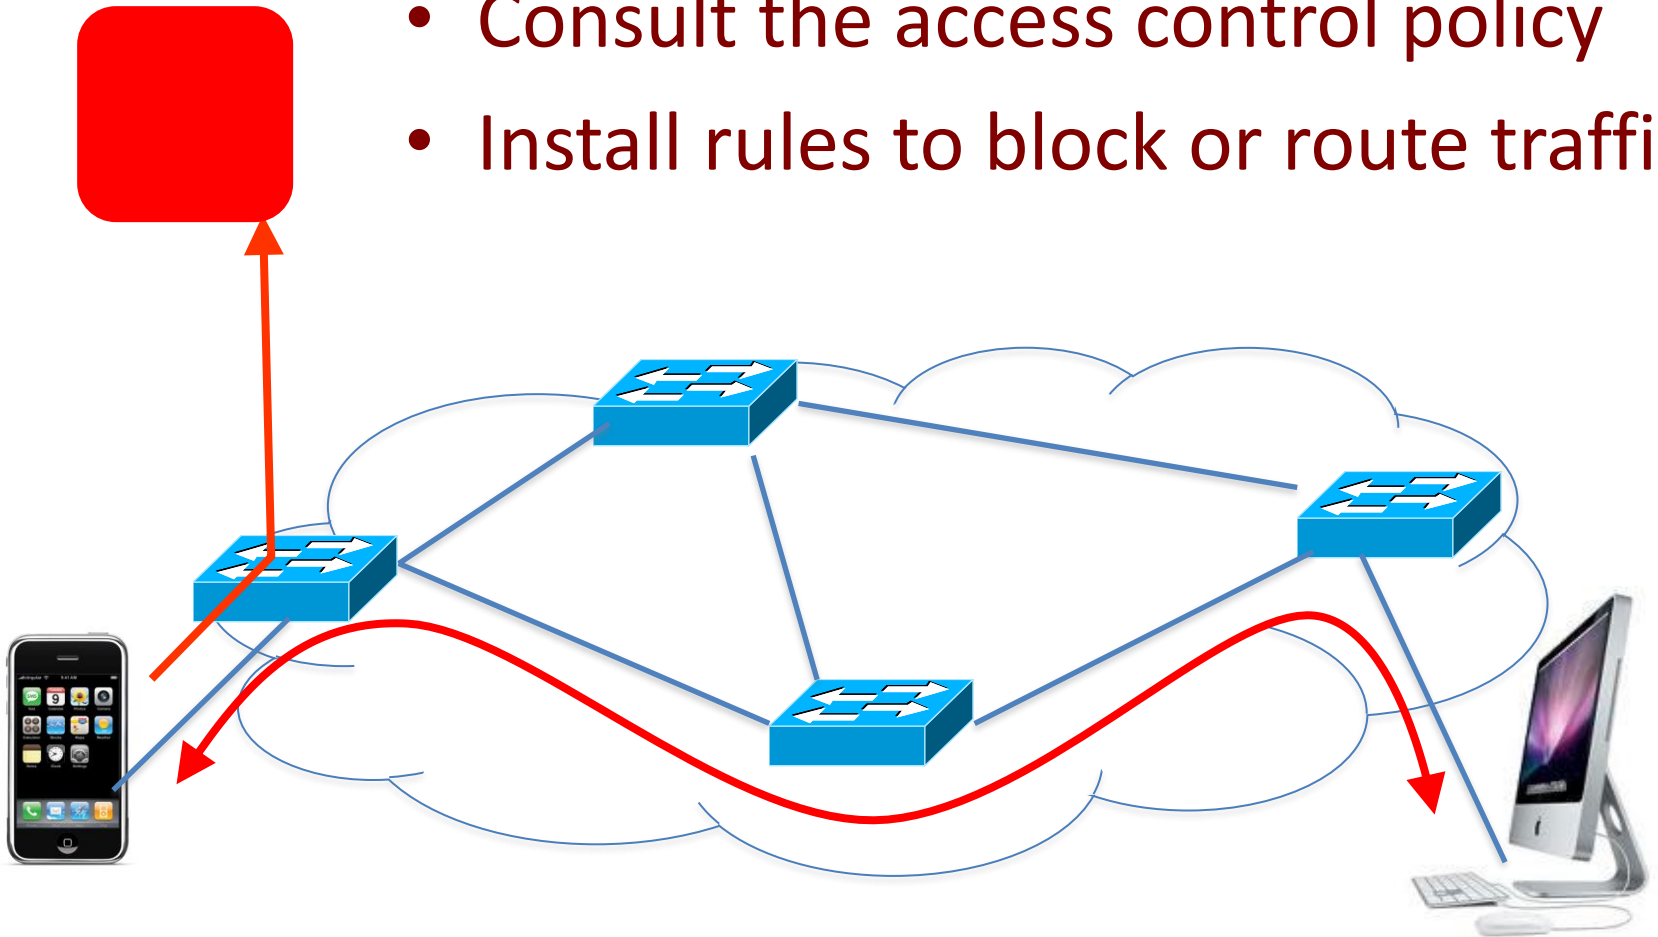 • Consult the access control policy
• Install rules to block or route traffi